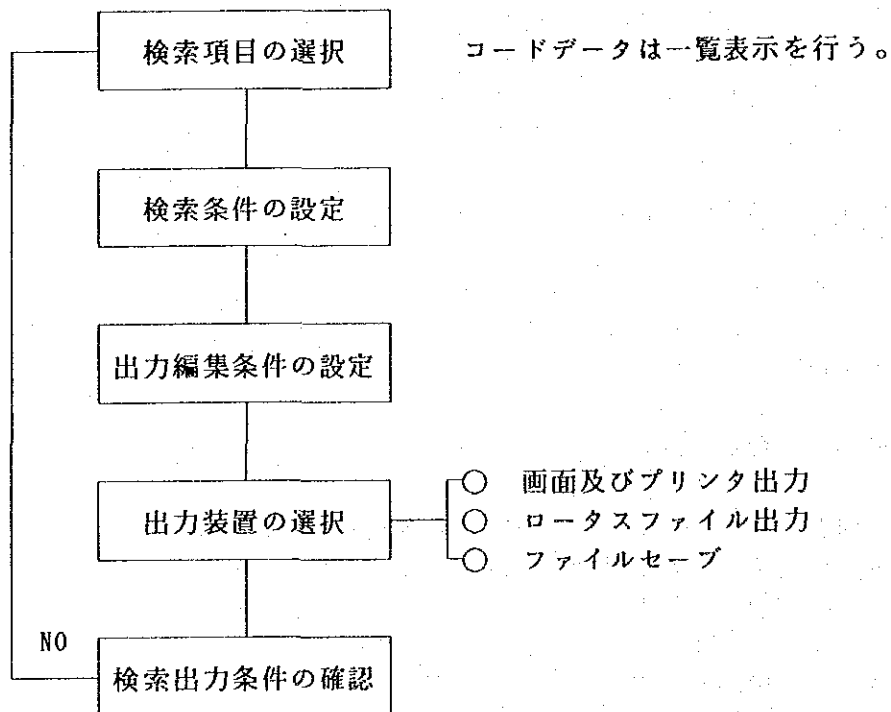 検索項目の選択
コードデータは一覧表示を行う。
検索条件の設定
出力編集条件の設定
出力装置の選択
画面及びプリンタ出力
ロータスファイル出力
ファイルセーブ
NO
検索出力条件の確認